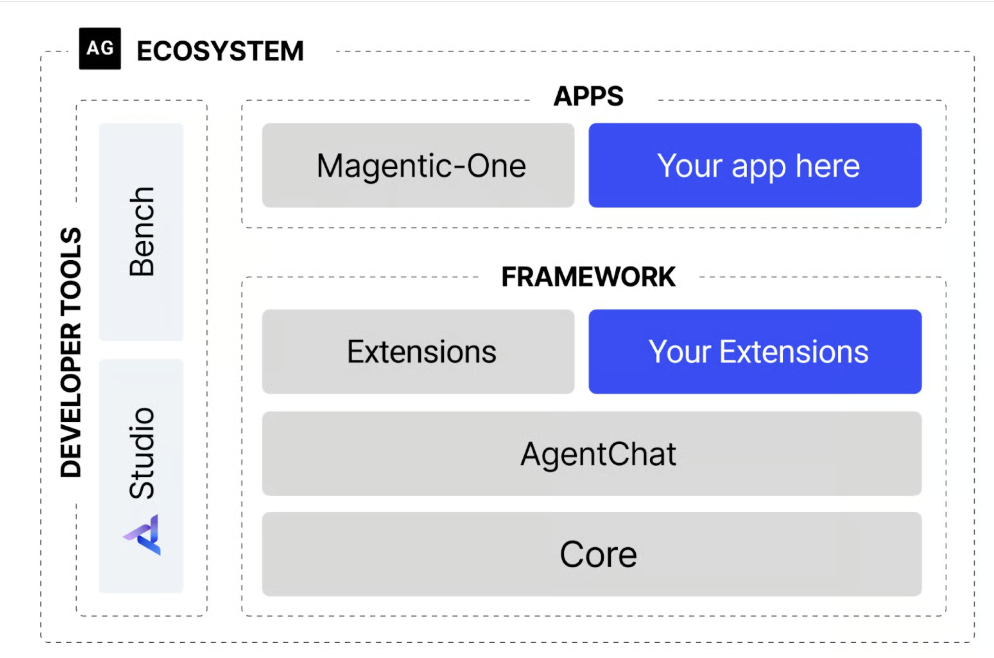 AG ECOSYSTEM
DEVELOPER TOOLS
Bench
Studio
APPS
Magentic-One
Your app here
FRAMEWORK
Extensions
Your Extensions
AgentChat
Core